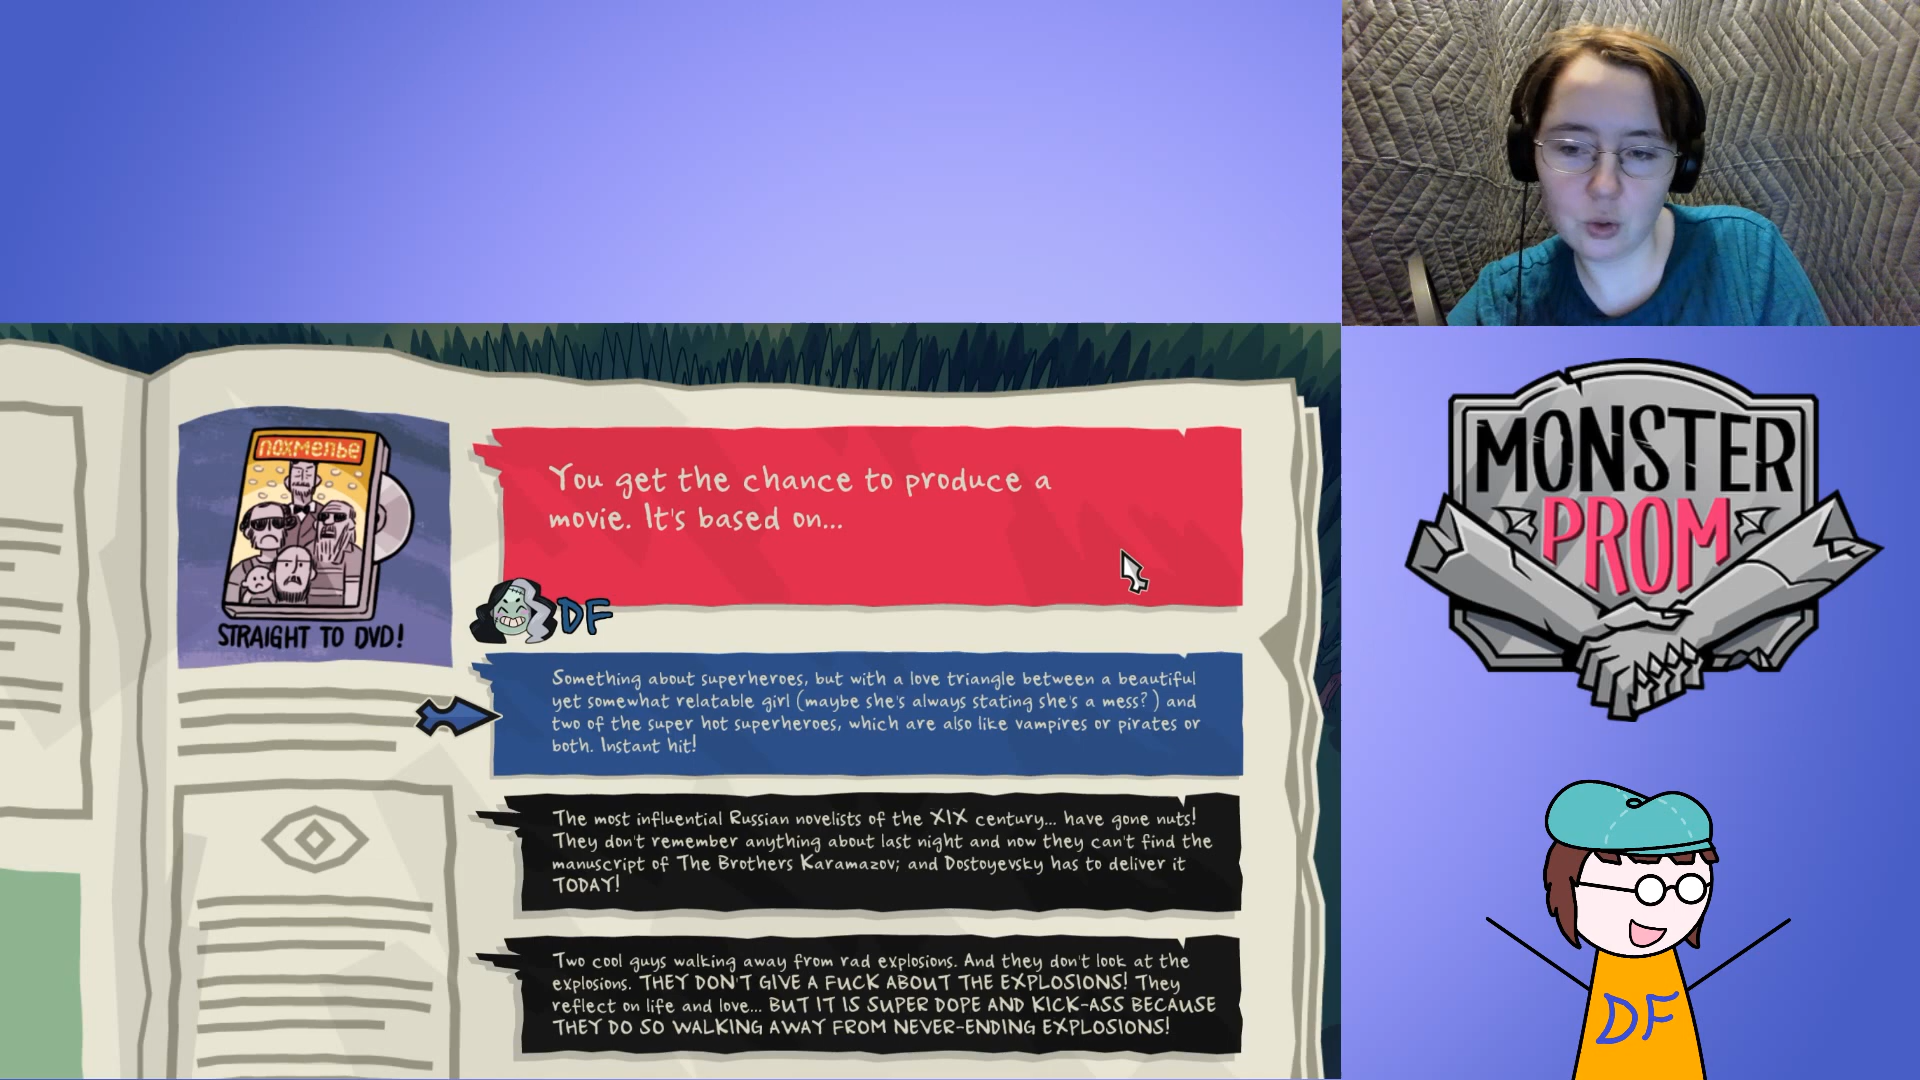 ПОХМЕЛЬЕ
STRAIGHT TO DVD!
You get the chance to produce a
movie. It's based on...
DF
Something about superheroes, but with a love triangle between a beautiful
yet somewhat relatable girl (maybe she's always stating she's a mess?) and
two of the super hot superheroes, which are also like vampires or pirates or
both. Instant hit!
The most influential Russian novelists of the XIX century... have gone nuts!
They don't remember anything about last night and now they can't find the
manuscript of The Brothers Karamazov; and Dostoyevsky has to deliver it
TODAY!
Two cool guys walking away from rad explosions. And they don't look at the
explosions. THEY DON'T GIVE A FUCK ABOUT THE EXPLOSIONS! They
reflect on life and love... BUT IT IS SUPER DOPE AND KICK-ASS BECAUSE
THEY DO SO WALKING AWAY FROM NEVER-ENDING EXPLOSIONS!
MONSTER
PROM
DF